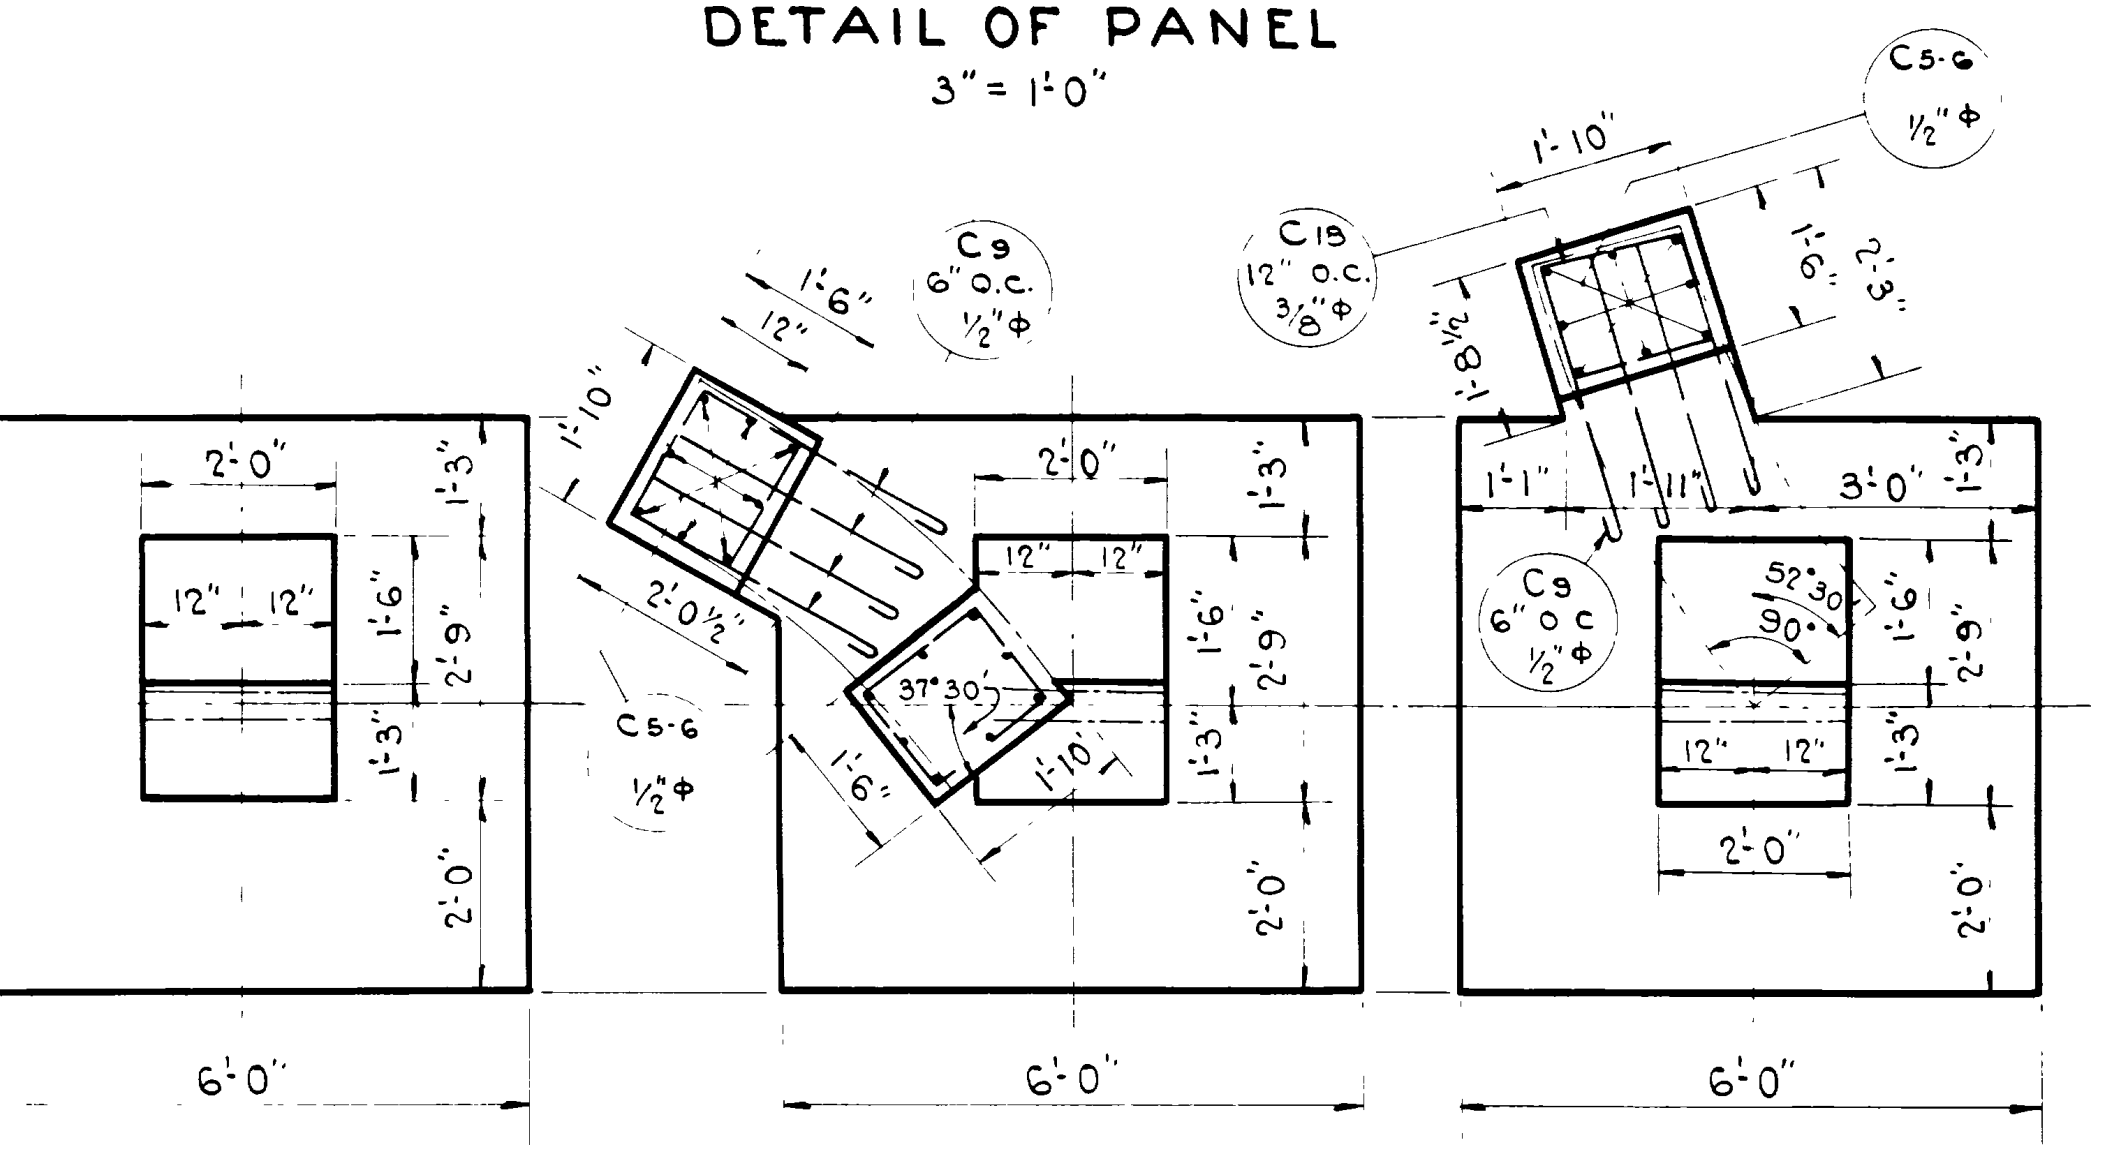 DETAIL OF PANEL
3" = 1'-0"
C5-6
1/2" Φ
1'-10"
C 9
6" O.C.
1/2" Φ
12" O.C.
3/8" Φ
1'-6"
2'-3"
1'-8 1/2"
1'-6"
12"
1'-10"
2'-0 1/2"
2'-0"
1'-3"
12" 12"
1'-6"
2'-9"
1'-3"
2'-0"
6'-0"
C5-6
1/2" Φ
2'-0"
1'-3"
12" 12"
1'-6"
2'-9"
37° 30'
1'-3"
1'-6"
1'-10"
2'-0"
6'-0"
1'-1"
1'-11"
3'-0"
1'-3"
C 9
6" O C
1/2" Φ
52° 30'
90°
1'-6"
2'-9"
12" 12"
1'-3"
2'-0"
2'-0"
6'-0"